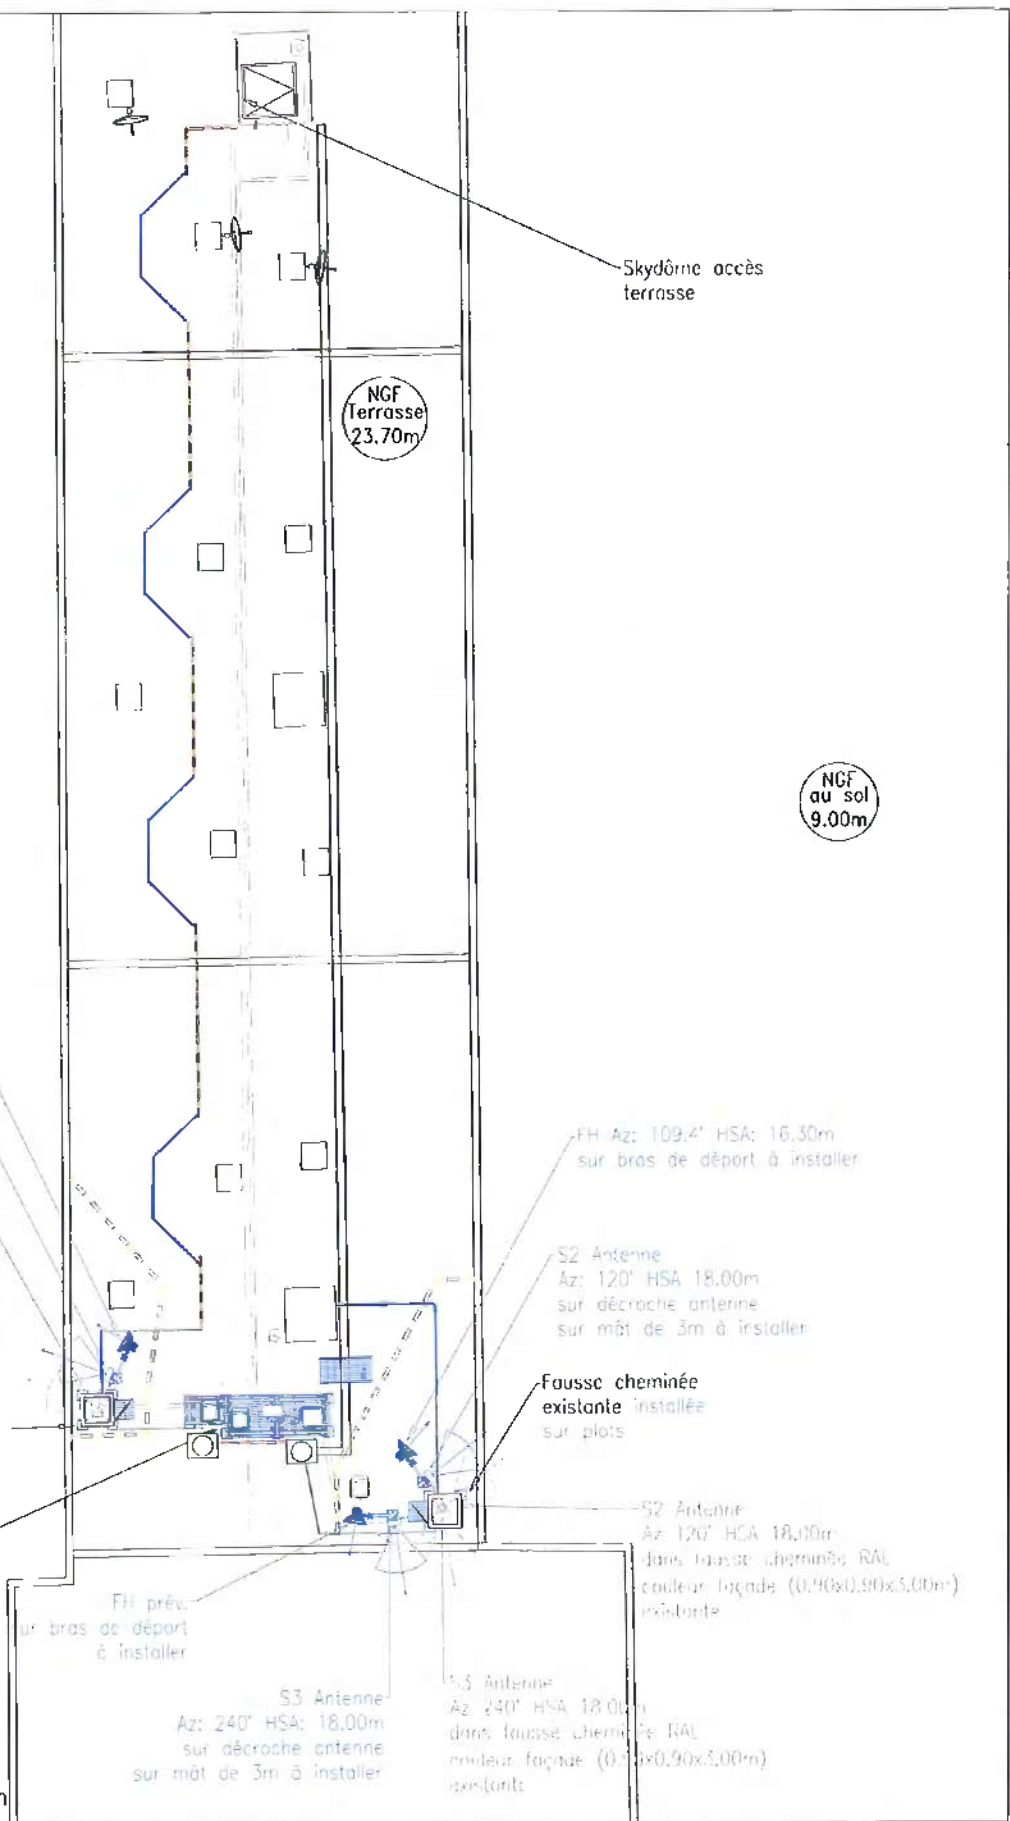 Skydôme accès
terrasse
NGF
Terrasse
23.70m
NGF
au sol
9.00m
FH Az: 109.4° HSA: 16.30m
sur bras de déport à installer
S2 Antenne
Az: 120° HSA 18.00m
sur décroche antenne
sur mât de 3m à installer
Fausse cheminée
existante installée
sur plots
S2 Antenne
Az 120° HSA 18.00m
dans fausse cheminée RAL
couleur façade (0.90x0.90x3.00m)
existante
FH prév.
ur bras de déport
à installer
S3 Antenne
Az: 240° HSA: 18.00m
sur décroche antenne
sur mât de 3m à installer
S3 Antenne
Az 240° HSA 18.00m
dans fausse cheminée RAL
couleur façade (0.90x0.90x3.00m)
existante